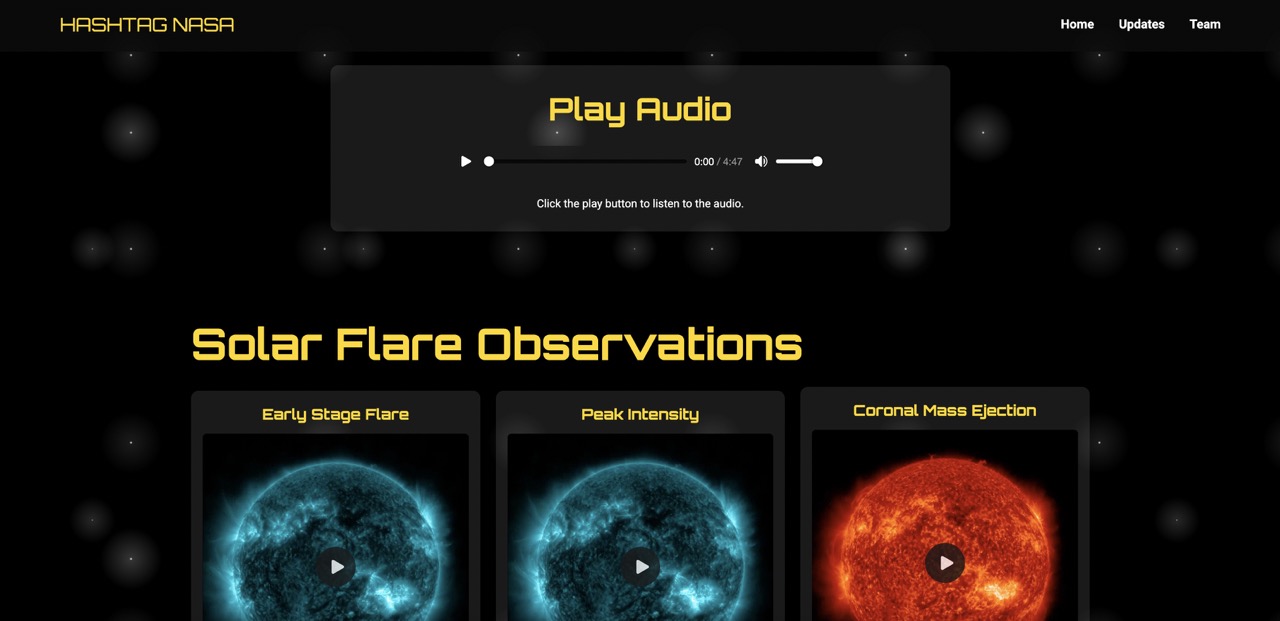 HASHTAG NASA
Home Updates Team
Play Audio
0:00 / 4:47
Click the play button to listen to the audio.
Solar Flare Observations
Early Stage Flare
Peak Intensity
Coronal Mass Ejection